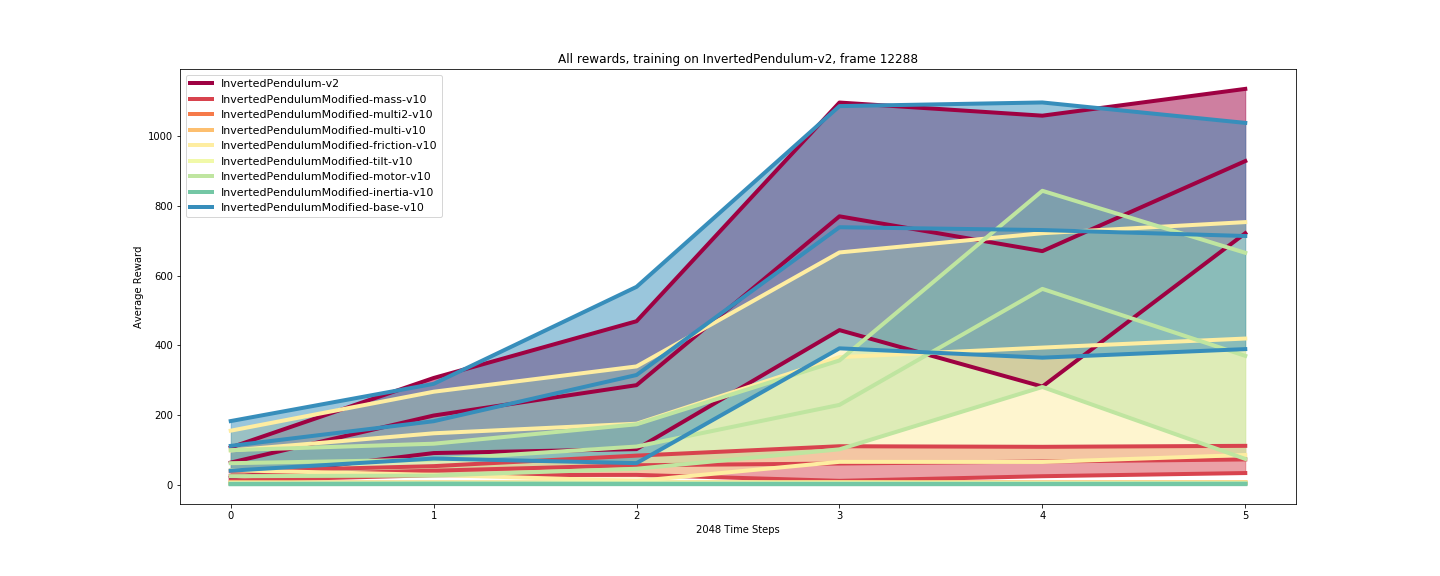 All rewards, training on InvertedPendulum-v2, frame 12288
InvertedPendulum-v2
InvertedPendulumModified-mass-v10
InvertedPendulumModified-multi2-v10
InvertedPendulumModified-multi-v10
InvertedPendulumModified-friction-v10
InvertedPendulumModified-tilt-v10
InvertedPendulumModified-motor-v10
InvertedPendulumModified-inertia-v10
InvertedPendulumModified-base-v10
Average Reward
1000
800
600
400
200
0
0 1 2 3 4 5
2048 Time Steps